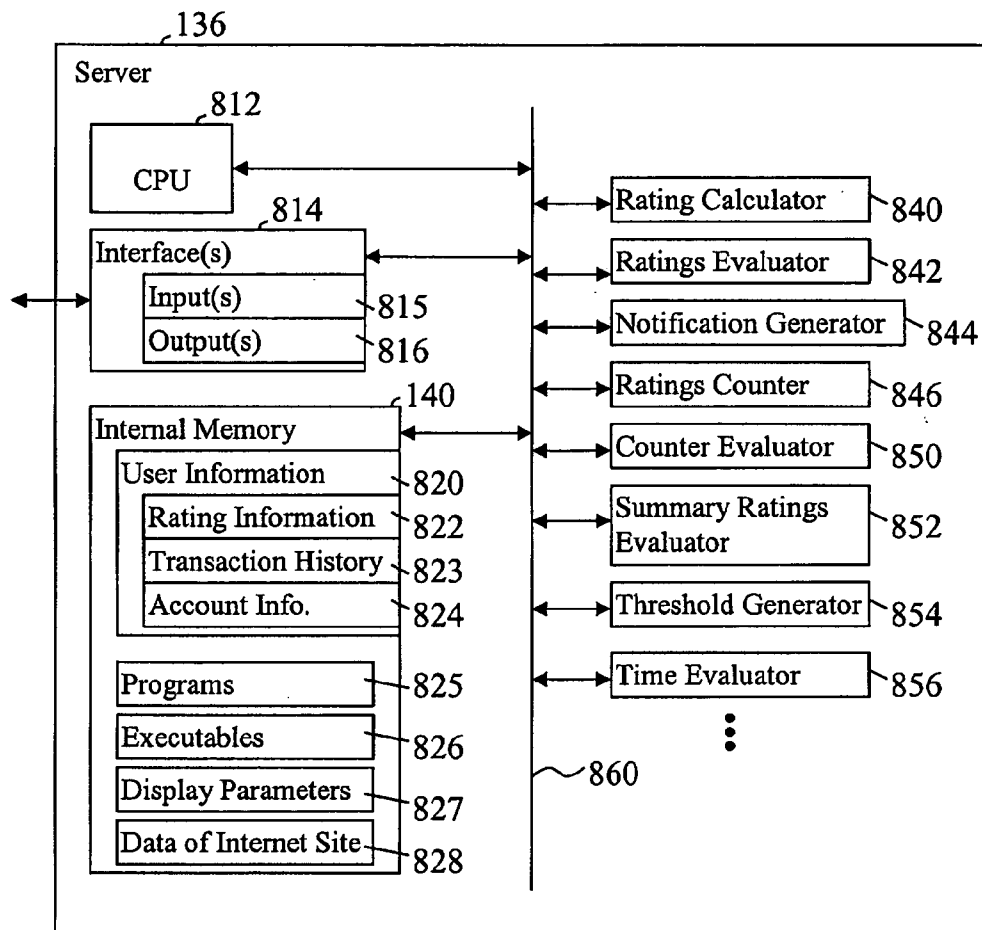 136
Server
812
CPU
814
Interface(s)
Input(s)
815
Output(s)
816
140
Internal Memory
User Information
820
Rating Information
822
Transaction History
823
Account Info.
824
Programs
825
Executables
826
Display Parameters
827
Data of Internet Site
828
Rating Calculator
840
Ratings Evaluator
842
Notification Generator
844
Ratings Counter
846
Counter Evaluator
850
Summary Ratings
Evaluator
852
Threshold Generator
854
Time Evaluator
856
860